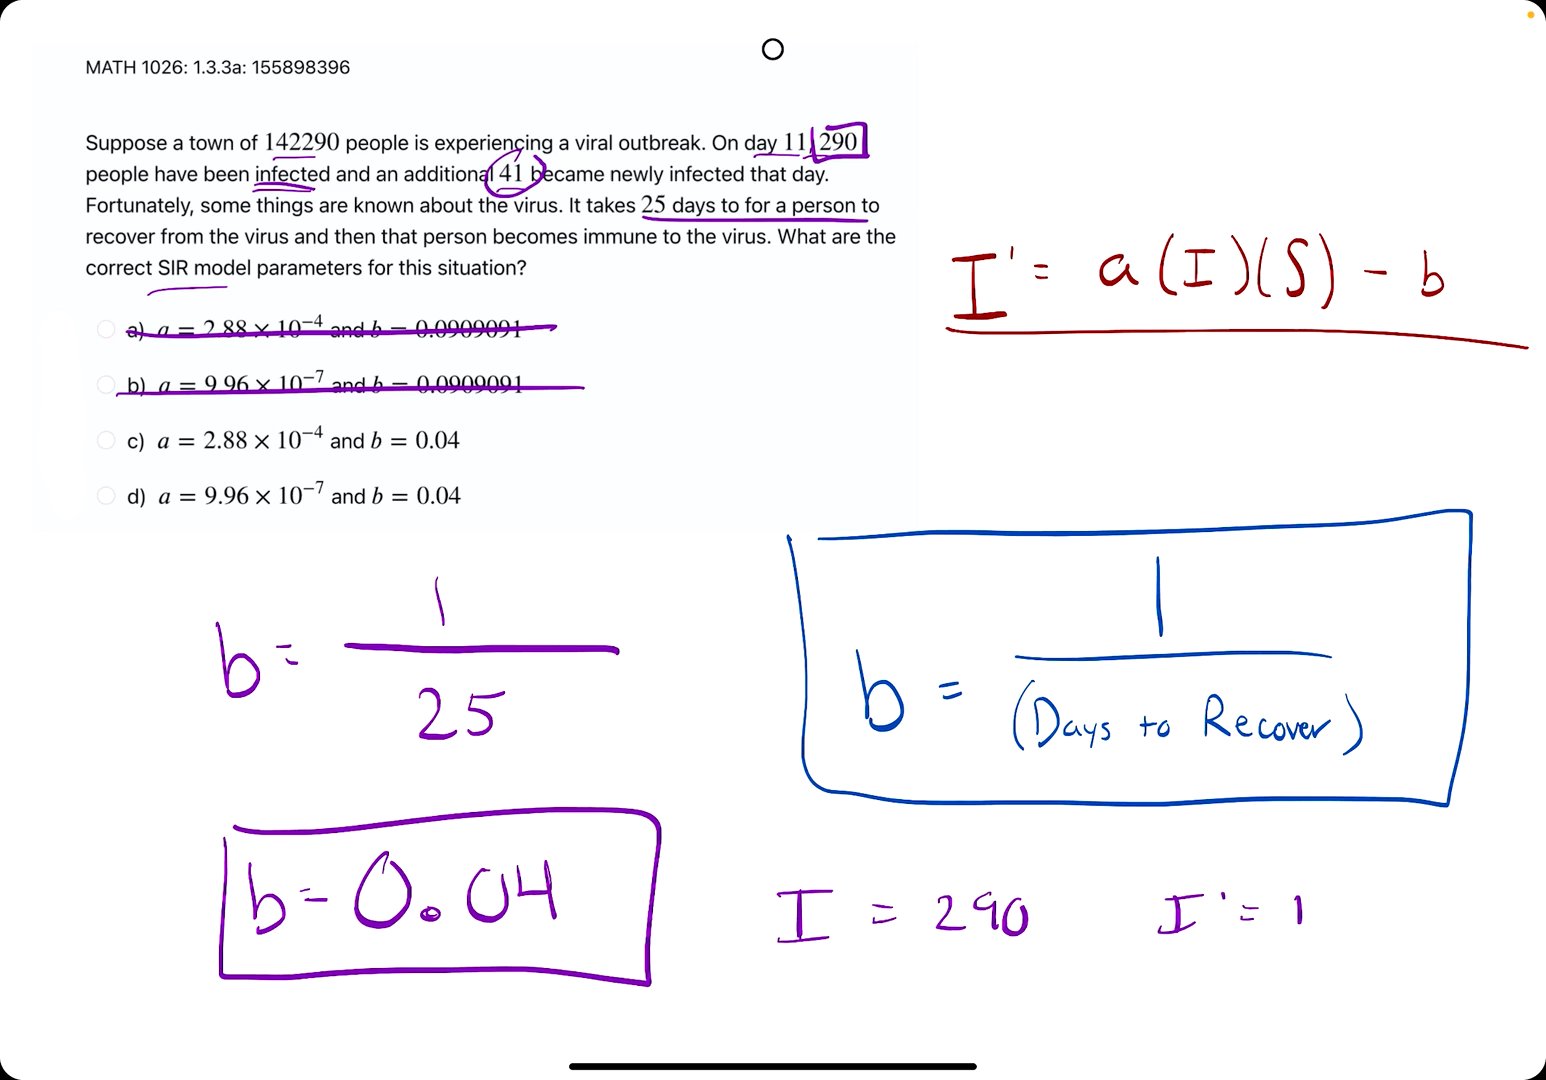 MATH 1026: 1.3.3a: 155898396
Suppose a town of 142290 people is experiencing a viral outbreak. On day 11, 290
people have been infected and an additional 41 became newly infected that day.
Fortunately, some things are known about the virus. It takes 25 days to for a person to
recover from the virus and then that person becomes immune to the virus. What are the
correct SIR model parameters for this situation?
a) a = 2.88 × 10⁻⁴ and b = 0.0909091
b) a = 9.96 × 10⁻⁷ and b = 0.0909091
c) a = 2.88 × 10⁻⁴ and b = 0.04
d) a = 9.96 × 10⁻⁷ and b = 0.04
I' = a(I)(S) - b
b = 1
25
b = 1
(Days to Recover)
b = 0.04
I = 290 I' = 1